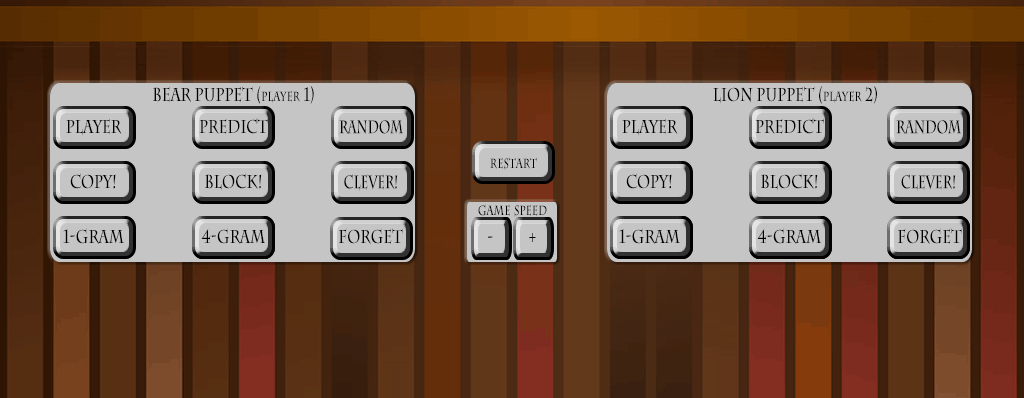 BEAR PUPPET (PLAYER 1)
PLAYER PREDICT RANDOM
COPY! BLOCK! CLEVER!
1-GRAM 4-GRAM FORGET
RESTART
GAME SPEED
- +
LION PUPPET (PLAYER 2)
PLAYER PREDICT RANDOM
COPY! BLOCK! CLEVER!
1-GRAM 4-GRAM FORGET